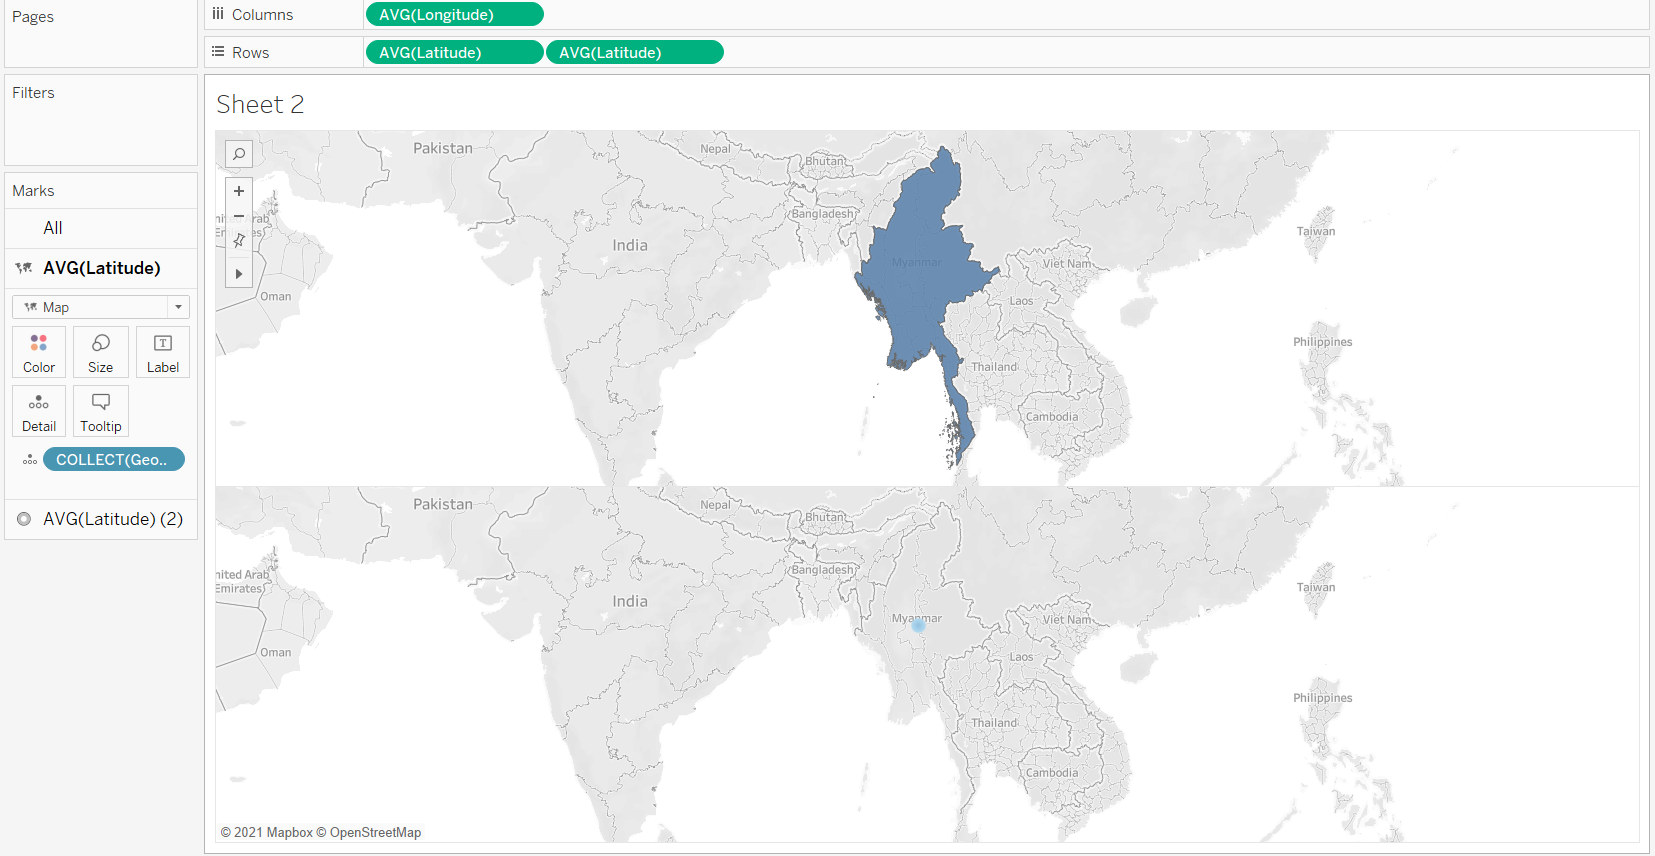 Pages
Columns
AVG(Longitude)
Rows
AVG(Latitude)
AVG(Latitude)
Filters
Marks
All
AVG(Latitude)
Map
Color
Size
Label
Detail
Tooltip
COLLECT(Geo..
AVG(Latitude) (2)
Sheet 2
Pakistan
Nepal
Bhutan
Bangladesh
India
Oman
Myanmar
Viet Nam
Laos
Thailand
Cambodia
Taiwan
Philippines
Pakistan
Nepal
Bhutan
nited Arab
Emirates)
Bangladesh
India
Oman
Myanmar
Viet Nam
Laos
Thailand
Cambodia
Taiwan
Philippines
© 2021 Mapbox © OpenStreetMap